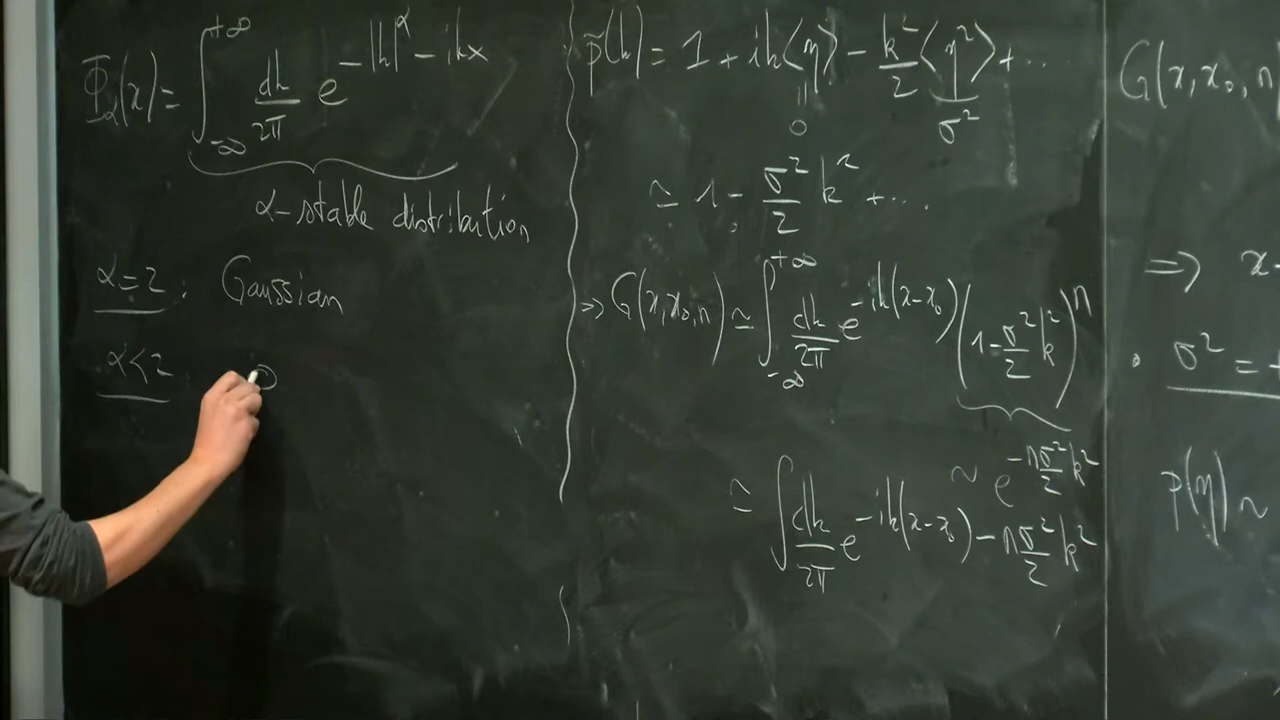 Φ_α(x) = ∫_{-∞}^{+∞} dk/2π e^{-|k|^α - ikx}
α-stable distribution
α=2 : Gaussian
α<2 :
p̃(k) = 1 + ik⟨η⟩ - k²/2 ⟨η²⟩ + ...
= 0
σ²
≃ 1 - σ²/2 k² + ...
=> G(x,x₀,n) ≃ ∫_{-∞}^{+∞} dk/2π e^{-ik(x-x₀)} (1 - σ²/2 k²)^n
~ e^{-nσ²/2 k²}
≃ ∫ dk/2π e^{-ik(x-x₀) - nσ²/2 k²}
G(x,x₀,n
=> x
• σ² =
p(η) ~